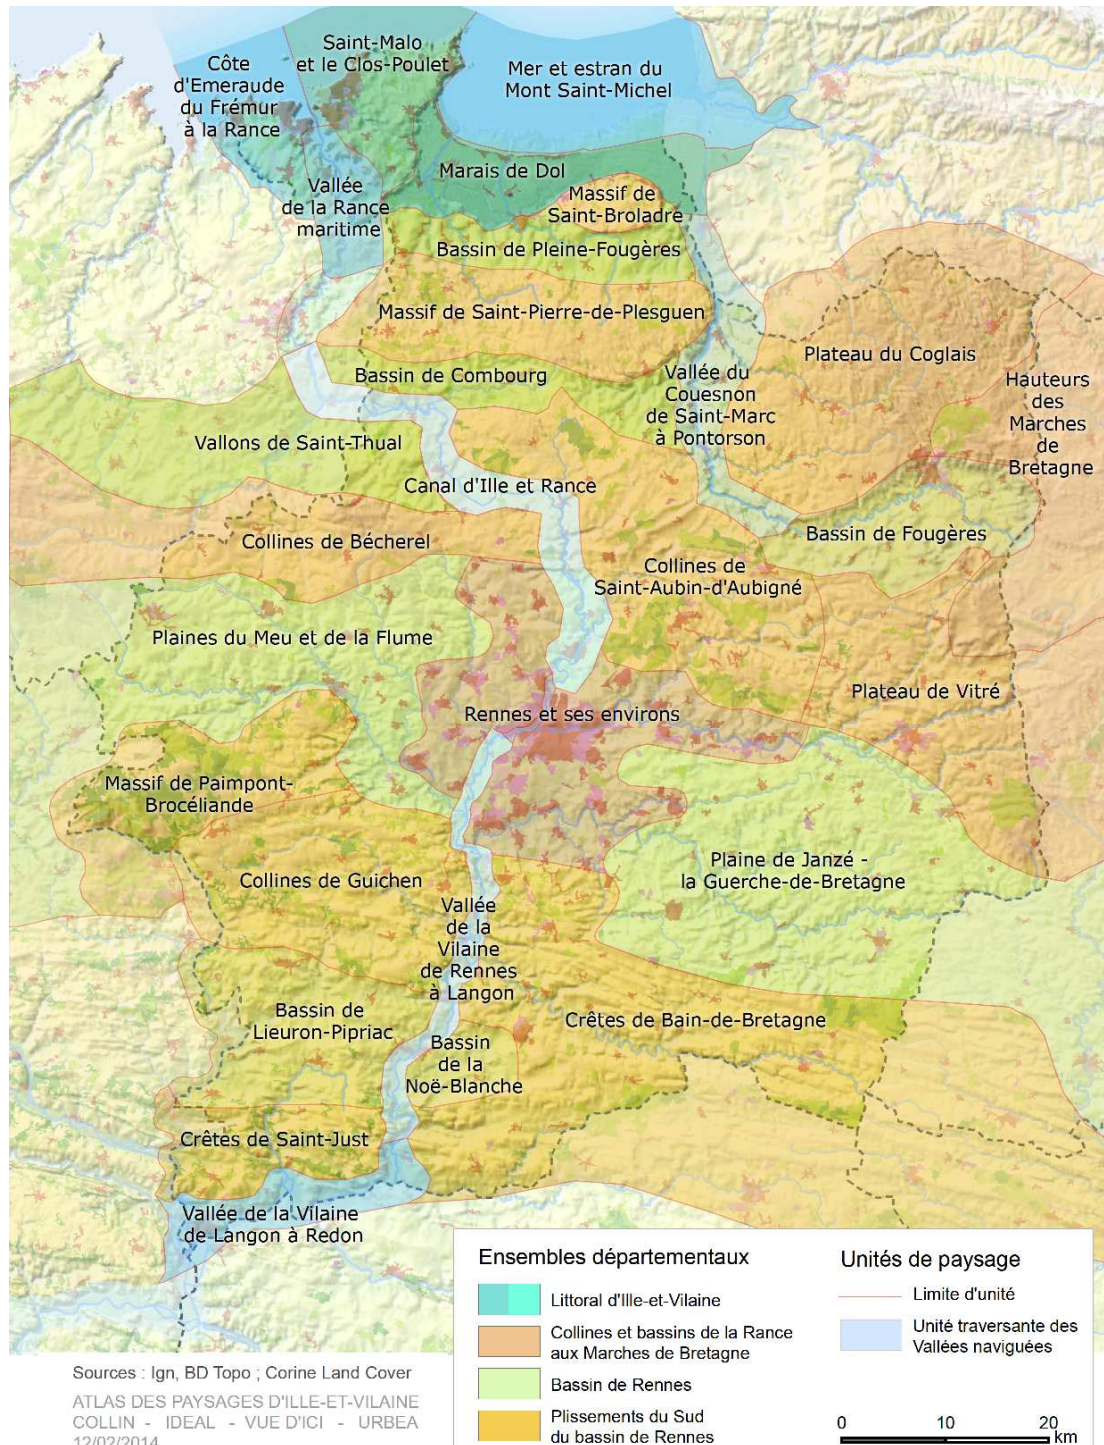 Saint-Malo
et le Clos-Poulet
Côte
d'Emeraude
du Frémur
à la Rance
Mer et estran du
Mont Saint-Michel
Vallée
de la Rance
maritime
Marais de Dol
Massif de
Saint-Broladre
Bassin de Pleine-Fougères
Massif de Saint-Pierre-de-Plesguen
Plateau du Coglais
Bassin de Combourg
Vallée du
Couesnon
de Saint-Marc
à Pontorson
Hauteurs
des
Marches
de
Bretagne
Vallons de Saint-Thual
Canal d'Ille et Rance
Bassin de Fougères
Collines de Bécherel
Collines de
Saint-Aubin-d'Aubigné
Plaines du Meu et de la Flume
Plateau de Vitré
Rennes et ses environs
Massif de Paimpont-
Brocéliande
Plaine de Janzé -
la Guerche-de-Bretagne
Collines de Guichen
Vallée
de la
Vilaine
de Rennes
à Langon
Bassin de
Lieuron-Pipriac
Crêtes de Bain-de-Bretagne
Bassin
de la
Noë-Blanche
Crêtes de Saint-Just
Vallée de la Vilaine
de Langon à Redon
Ensembles départementaux
Littoral d'Ille-et-Vilaine
Collines et bassins de la Rance
aux Marches de Bretagne
Bassin de Rennes
Plissements du Sud
du bassin de Rennes
Unités de paysage
Limite d'unité
Unité traversante des
Vallées naviguées
0 10 20
km
Sources : Ign, BD Topo ; Corine Land Cover
ATLAS DES PAYSAGES D'ILLE-ET-VILAINE
COLLIN - IDEAL - VUE D'ICI - URBEA
12/02/2014